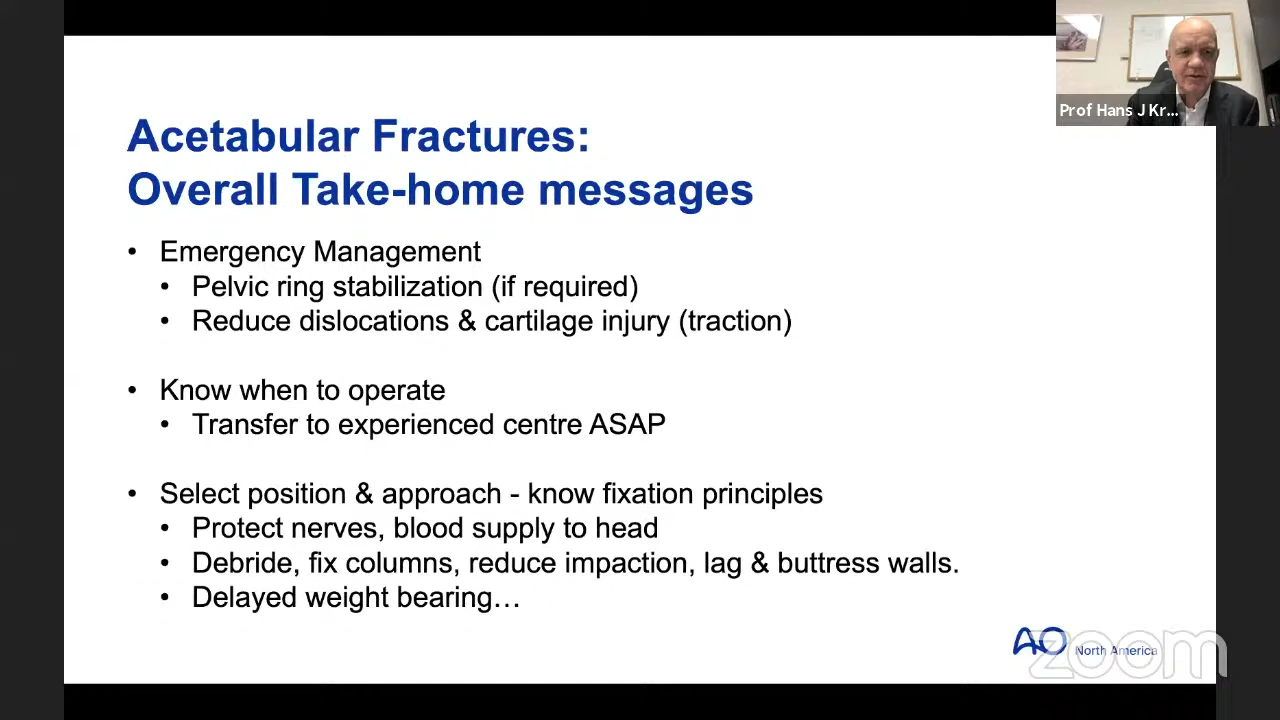 Prof Hans J Kr...
Acetabular Fractures:
Overall Take-home messages
• Emergency Management
• Pelvic ring stabilization (if required)
• Reduce dislocations & cartilage injury (traction)
• Know when to operate
• Transfer to experienced centre ASAP
• Select position & approach - know fixation principles
• Protect nerves, blood supply to head
• Debride, fix columns, reduce impaction, lag & buttress walls.
• Delayed weight bearing…
AO North America
zoom